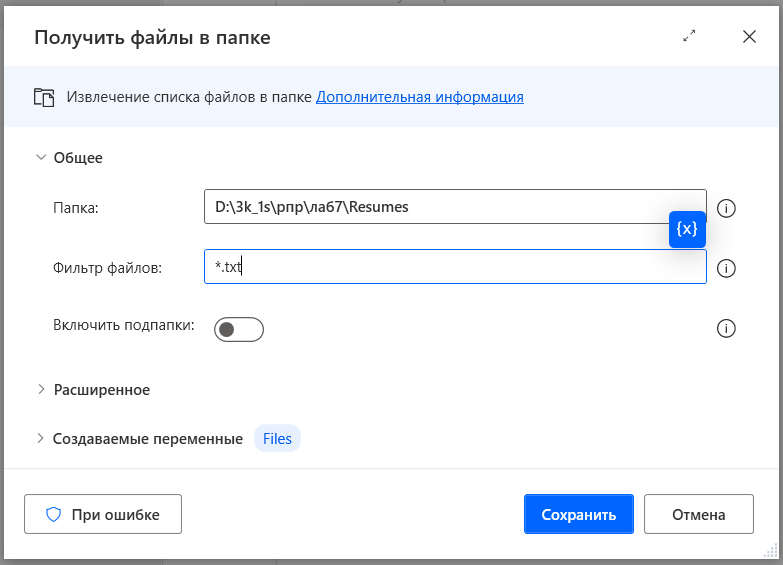 Получить файлы в папке
Извлечение списка файлов в папке Дополнительная информация
Общее
Папка:
D:\3k_1s\рпр\ла67\Resumes
{x}
Фильтр файлов:
*.txt
Включить подпапки:
Расширенное
Создаваемые переменные Files
При ошибке
Сохранить
Отмена